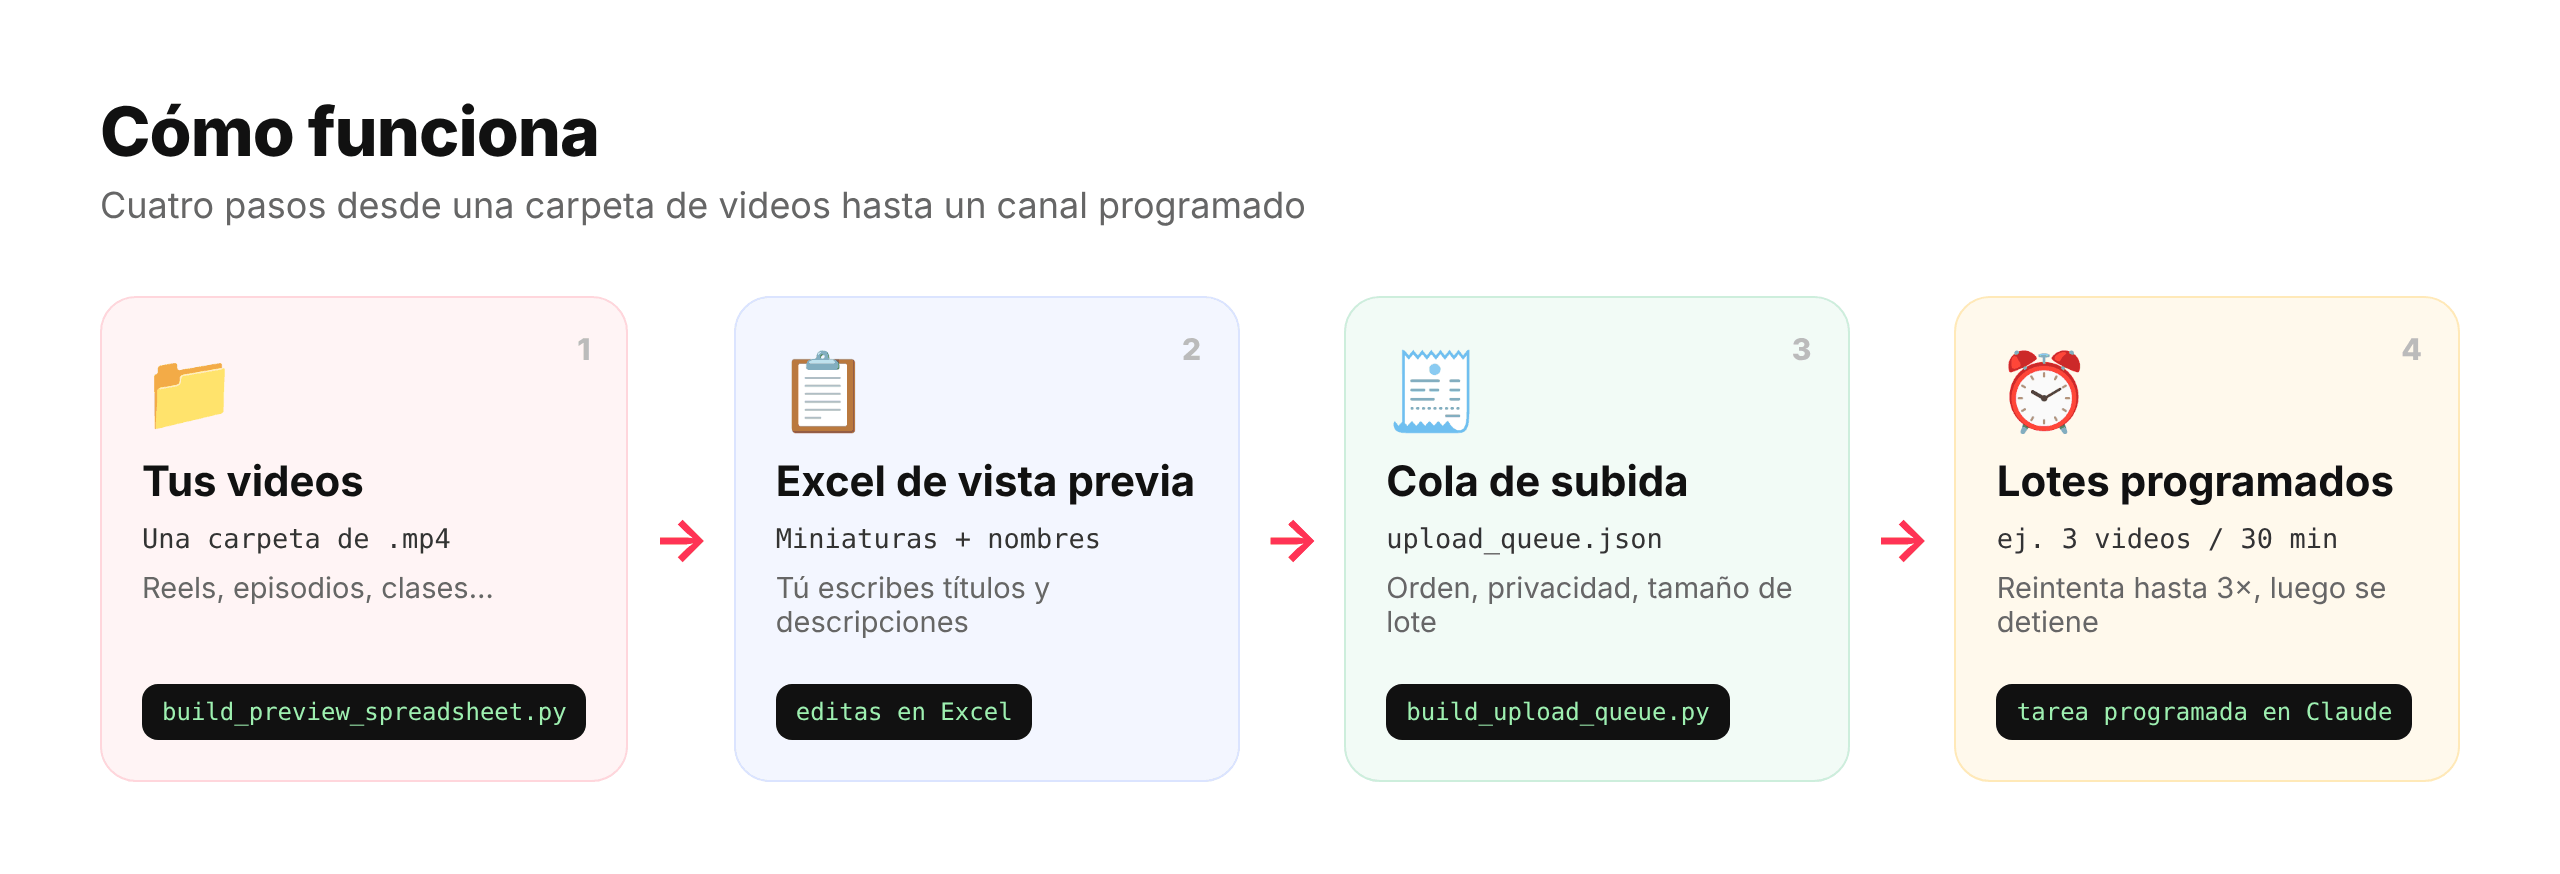 Cómo funciona
Cuatro pasos desde una carpeta de videos hasta un canal programado
1
Tus videos
Una carpeta de .mp4
Reels, episodios, clases...
build_preview_spreadsheet.py
2
Excel de vista previa
Miniaturas + nombres
Tú escribes títulos y
descripciones
editas en Excel
3
Cola de subida
upload_queue.json
Orden, privacidad, tamaño de
lote
build_upload_queue.py
4
Lotes programados
ej. 3 videos / 30 min
Reintenta hasta 3×, luego se
detiene
tarea programada en Claude